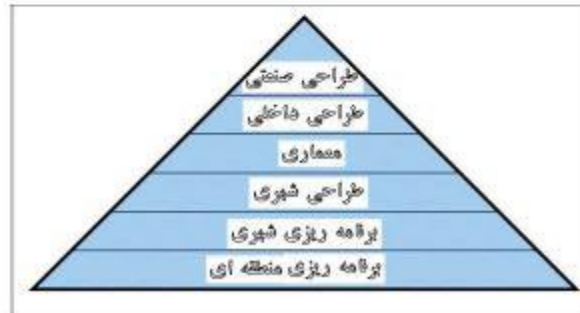 طراحی صنعتی
طراحی داخلی
معماری
طراحی شهری
برنامه ریزی شهری
برنامه ریزی منطقه ای